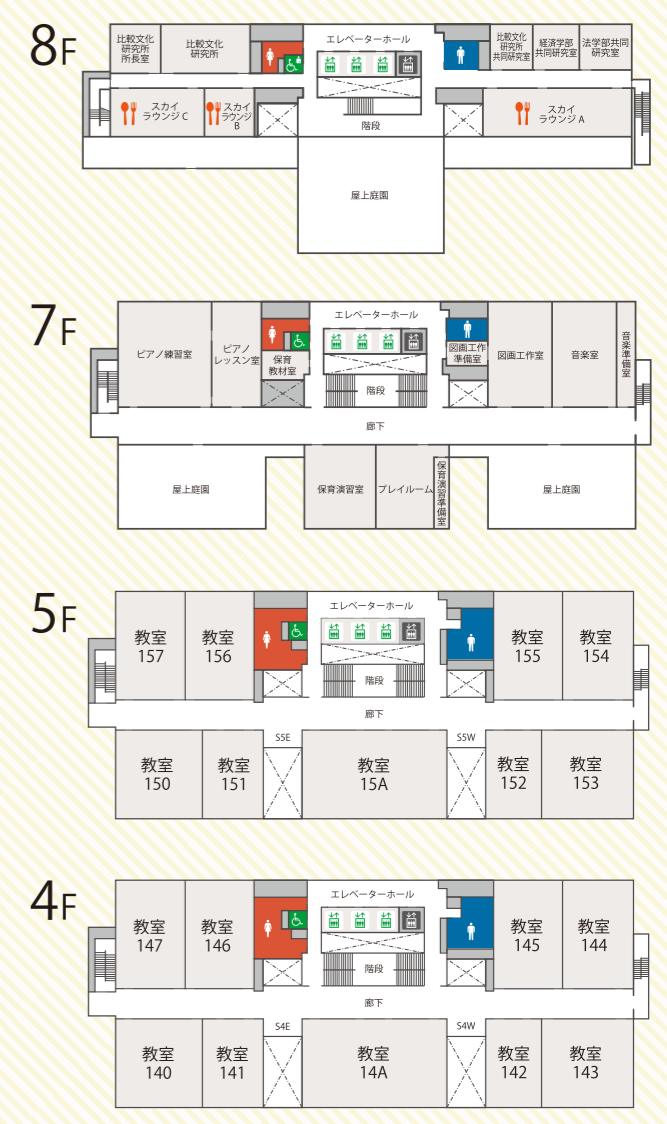 8F
比較文化
研究所
所長室
比較文化
研究所
エレベーターホール
比較文化
研究所
共同研究室
経済学部
共同研究室
法学部共同
研究室
スカイ
ラウンジ C
スカイ
ラウンジ
B
階段
スカイ
ラウンジ A
屋上庭園
7F
ピアノ練習室
ピアノ
レッスン室
保育
教材室
エレベーターホール
階段
図画工作
準備室
図画工作室
音楽室
音楽準備室
廊下
屋上庭園
保育演習室
プレイルーム
保育演習準備室
屋上庭園
5F
教室
157
教室
156
エレベーターホール
階段
教室
155
教室
154
廊下
S5E
S5W
教室
150
教室
151
教室
15A
教室
152
教室
153
4F
教室
147
教室
146
エレベーターホール
階段
教室
145
教室
144
廊下
S4E
S4W
教室
140
教室
141
教室
14A
教室
142
教室
143